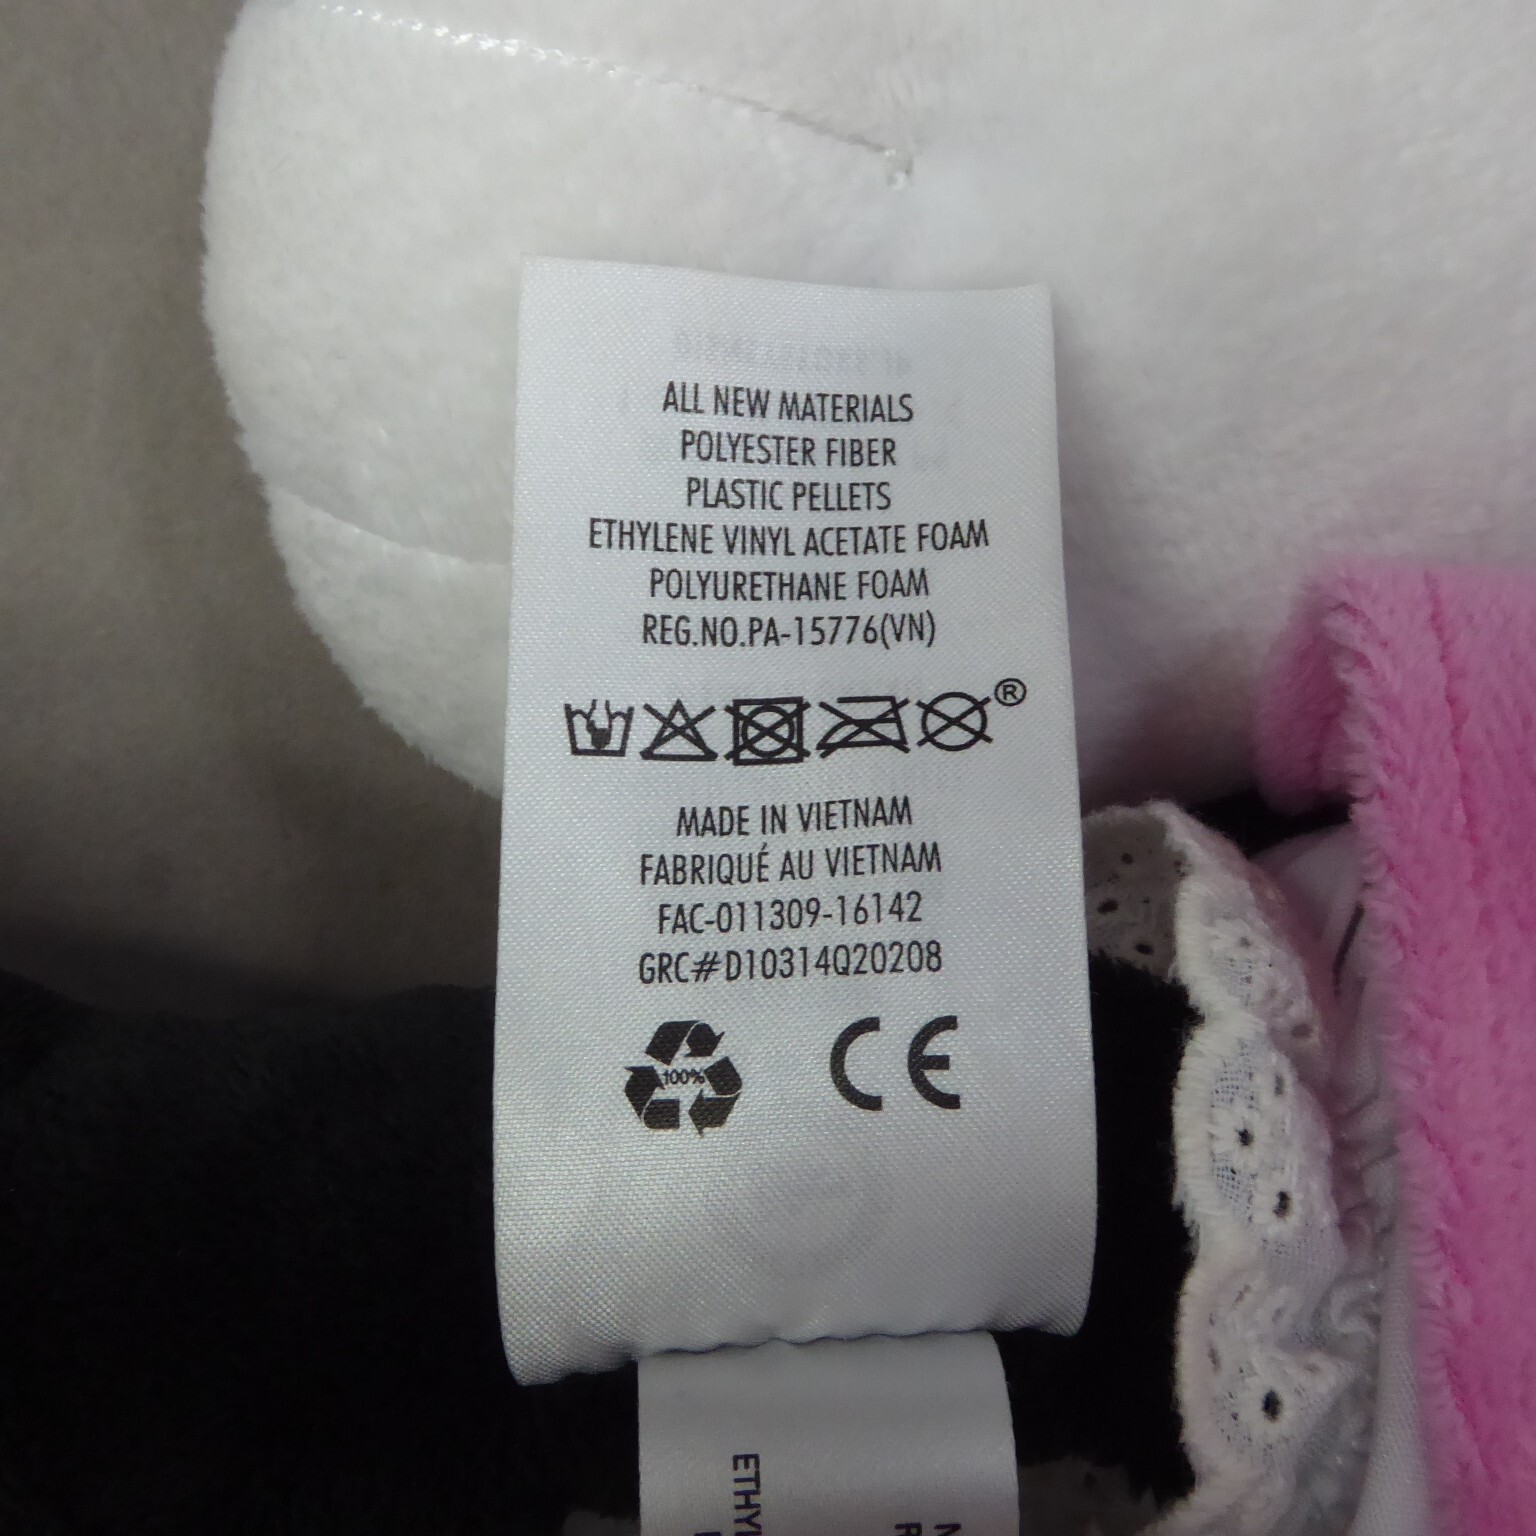 ALL NEW MATERIALS
POLYESTER FIBER
PLASTIC PELLETS
ETHYLENE VINYL ACETATE FOAM
POLYURETHANE FOAM
REG.NO.PA-15776(VN)
®
MADE IN VIETNAM
FABRIQUÉ AU VIETNAM
FAC-011309-16142
GRC#D10314Q20208
100%
CE